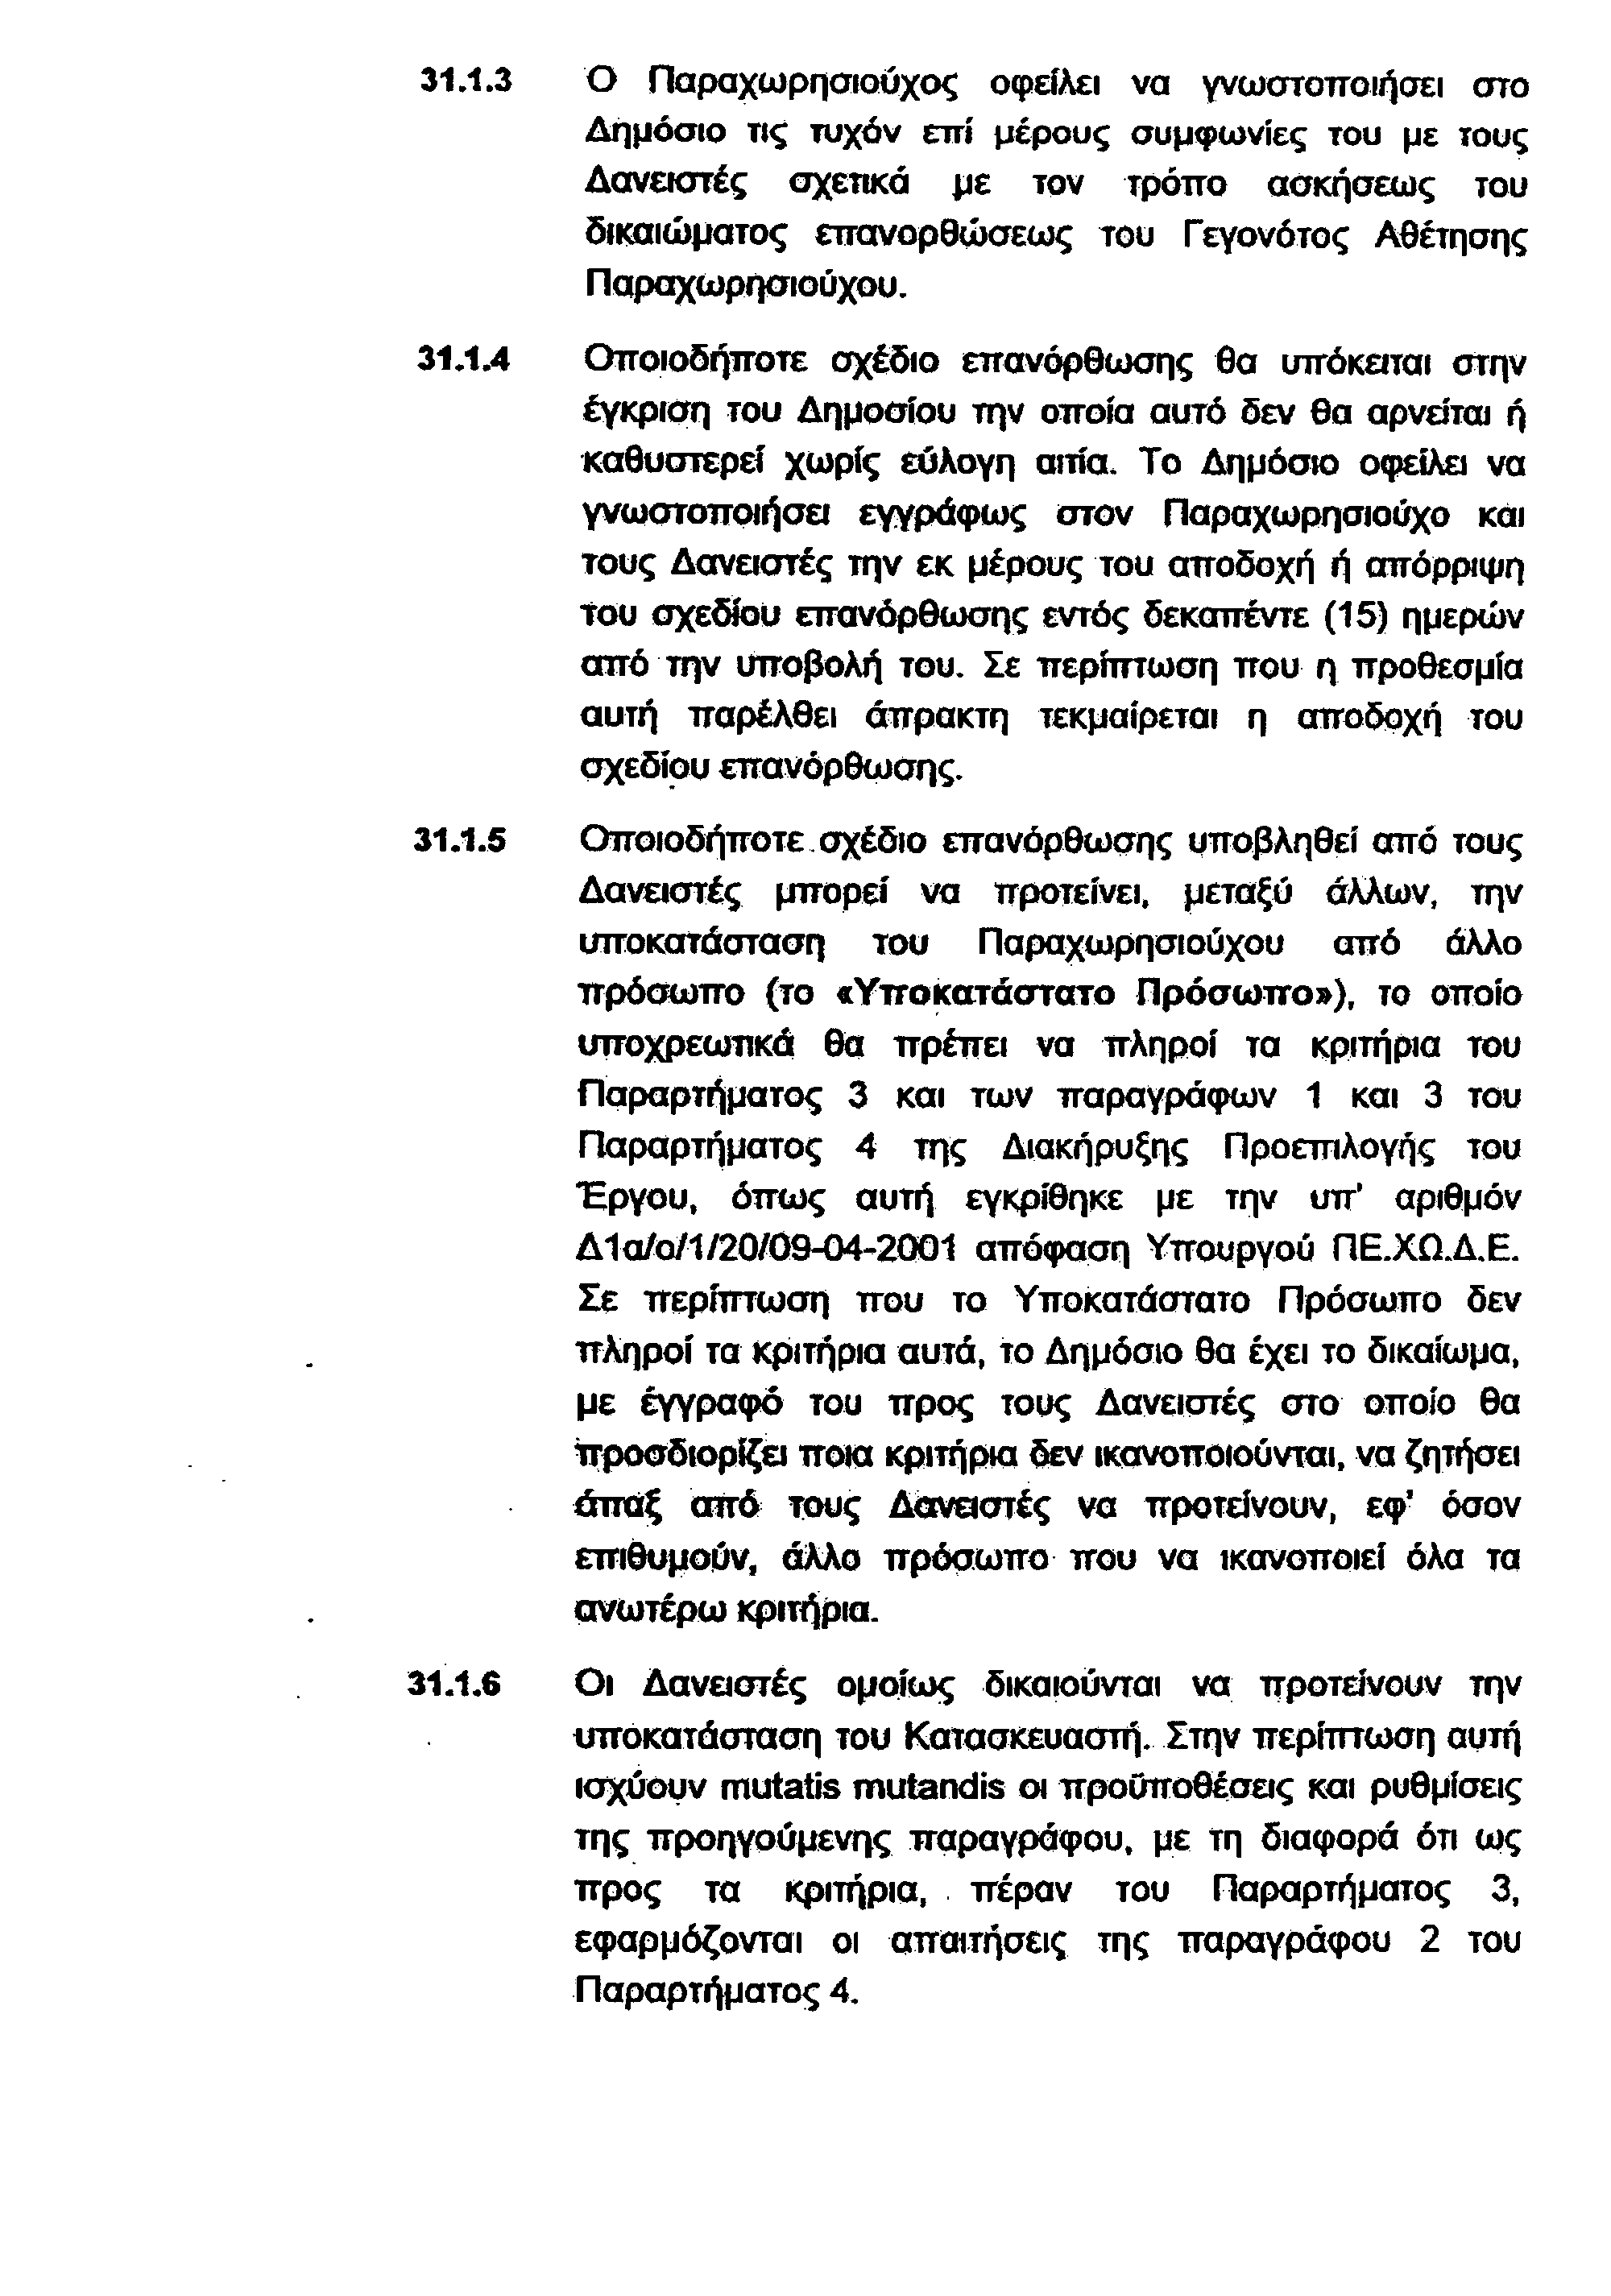 31.1.3 Ο Παραχωρησιούχος οφείλει να γνωστοποιήσει στο
Δημόσιο τις τυχόν επί μέρους συμφωνίες του με τους
Δανειστές σχετικά με τον τρόπο ασκήσεως του
δικαιώματος επανορθώσεως του Γεγονότος Αθέτησης
Παραχωρησιούχου.
31.1.4 Οποιοδήποτε σχέδιο επανόρθωσης θα υπόκειται στην
έγκριση του Δημοσίου την οποία αυτό δεν θα αρνείται ή
καθυστερεί χωρίς εύλογη αιτία. Το Δημόσιο οφείλει να
γνωστοποιήσει εγγράφως στον Παραχωρησιούχο και
τους Δανειστές την εκ μέρους του αποδοχή ή απόρριψη
του σχεδίου επανόρθωσης εντός δεκαπέντε (15) ημερών
από την υποβολή του. Σε περίπτωση που η προθεσμία
αυτή παρέλθει άπρακτη τεκμαίρεται η αποδοχή του
σχεδίου επανόρθωσης.
31.1.5 Οποιοδήποτε σχέδιο επανόρθωσης υποβληθεί από τους
Δανειστές μπορεί να προτείνει, μεταξύ άλλων, την
υποκατάσταση του Παραχωρησιούχου από άλλο
πρόσωπο (το «Υποκατάστατο Πρόσωπο»), το οποίο
υποχρεωτικά θα πρέπει να πληροί τα κριτήρια του
Παραρτήματος 3 και των παραγράφων 1 και 3 του
Παραρτήματος 4 της Διακήρυξης Προεπιλογής του
Έργου, όπως αυτή εγκρίθηκε με την υπ' αριθμόν
Δ1α/ο/1/20/09-04-2001 απόφαση Υπουργού ΠΕ.ΧΩ.Δ.Ε.
Σε περίπτωση που το Υποκατάστατο Πρόσωπο δεν
πληροί τα κριτήρια αυτά, το Δημόσιο θα έχει το δικαίωμα,
με έγγραφό του προς τους Δανειστές στο οποίο θα
προσδιορίζει ποια κριτήρια δεν ικανοποιούνται, να ζητήσει
άπαξ από τους Δανειστές να προτείνουν, εφ' όσον
επιθυμούν, άλλο πρόσωπο που να ικανοποιεί όλα τα
ανωτέρω κριτήρια.
31.1.6 Οι Δανειστές ομοίως δικαιούνται να προτείνουν την
υποκατάσταση του Κατασκευαστή. Στην περίπτωση αυτή
ισχύουν mutatis mutandis οι προϋποθέσεις και ρυθμίσεις
της προηγούμενης παραγράφου, με τη διαφορά ότι ως
προς τα κριτήρια, πέραν του Παραρτήματος 3,
εφαρμόζονται οι απαιτήσεις της παραγράφου 2 του
Παραρτήματος 4.